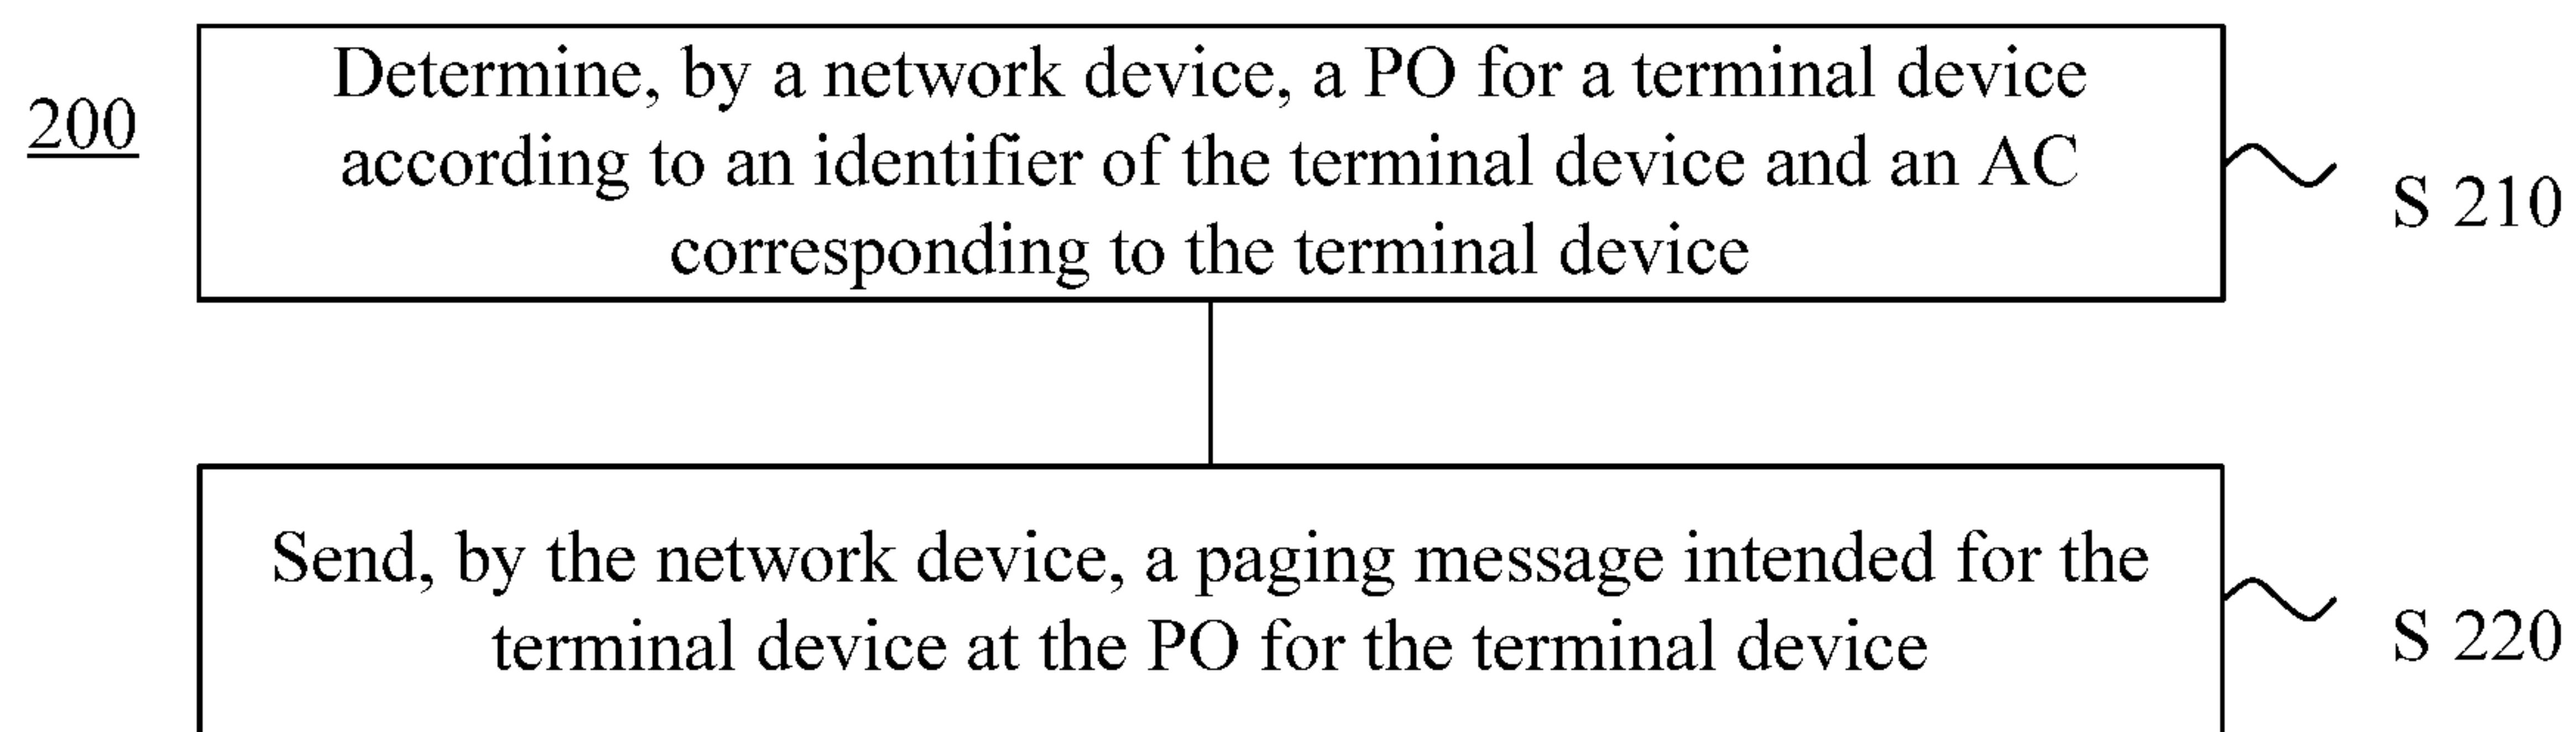 200
Determine, by a network device, a PO for a terminal device
according to an identifier of the terminal device and an AC
corresponding to the terminal device
S 210
Send, by the network device, a paging message intended for the
terminal device at the PO for the terminal device
S 220